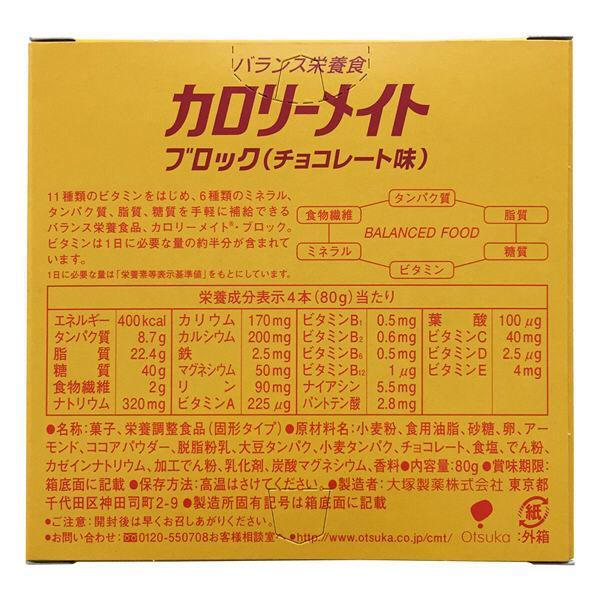 バランス栄養食
カロリーメイト
ブロック(チョコレート味)
11種類のビタミンをはじめ、6種類のミネラル、
タンパク質、脂質、糖質を手軽に補給できる
バランス栄養食品、カロリーメイト®・ブロック。
ビタミンは1日に必要な量の約半分が含まれて
います。
1日に必要な量は「栄養素等表示基準値」をもとにしています。
タンパク質
食物繊維
脂質
BALANCED FOOD
ミネラル
糖質
ビタミン
栄養成分表示4本(80g)当たり
エネルギー 400kcal カリウム 170mg ビタミンB1 0.5mg 葉酸 100μg
タンパク質 8.7g カルシウム 200mg ビタミンB2 0.6mg ビタミンC 40mg
脂質 22.4g 鉄 2.5mg ビタミンB6 0.5mg ビタミンD 2.5μg
糖質 40g マグネシウム 50mg ビタミンB12 1μg ビタミンE 4mg
食物繊維 2g リン 90mg ナイアシン 5.5mg
ナトリウム 320mg ビタミンA 225μg パントテン酸 2.8mg
●名称:菓子、栄養調整食品(固形タイプ)●原材料名:小麦粉、食用油脂、砂糖、卵、アー
モンド、ココアパウダー、脱脂粉乳、大豆タンパク、小麦タンパク、チョコレート、食塩、でん粉、
カゼインナトリウム、加工でん粉、乳化剤、炭酸マグネシウム、香料●内容量:80g●賞味期限:
箱底面に記載●保存方法:高温はさけてください。●製造者:大塚製薬株式会社 東京都
千代田区神田司町2-9 ●製造所固有記号は箱底面に記載
●ご注意:開封後は早くお召しあがりください。
●お問い合わせ:0120-550708お客様相談室へ ●http://www.otsuka.co.jp/cmt/ Otsuka 紙 :外箱